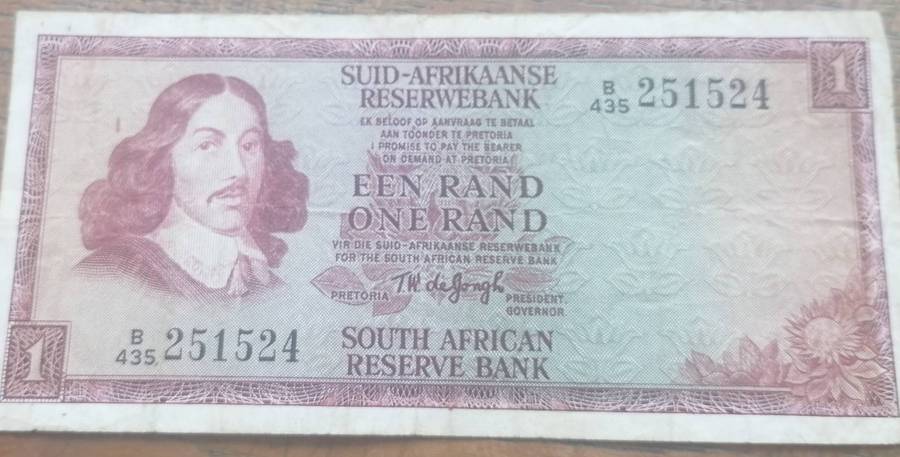 SUID-AFRIKAANSE
RESERWEBANK
B
435 251524
1
EK BELOOF OP AANVRAAG TE BETAAL
AAN TOONDER TE PRETORIA
I PROMISE TO PAY THE BEARER
ON DEMAND AT PRETORIA
EEN RAND
ONE RAND
VIR DIE SUID-AFRIKAANSE RESERWEBANK
FOR THE SOUTH AFRICAN RESERVE BANK
T W de Jongh
PRETORIA
PRESIDENT.
GOVERNOR
1
B
435 251524
SOUTH AFRICAN
RESERVE BANK